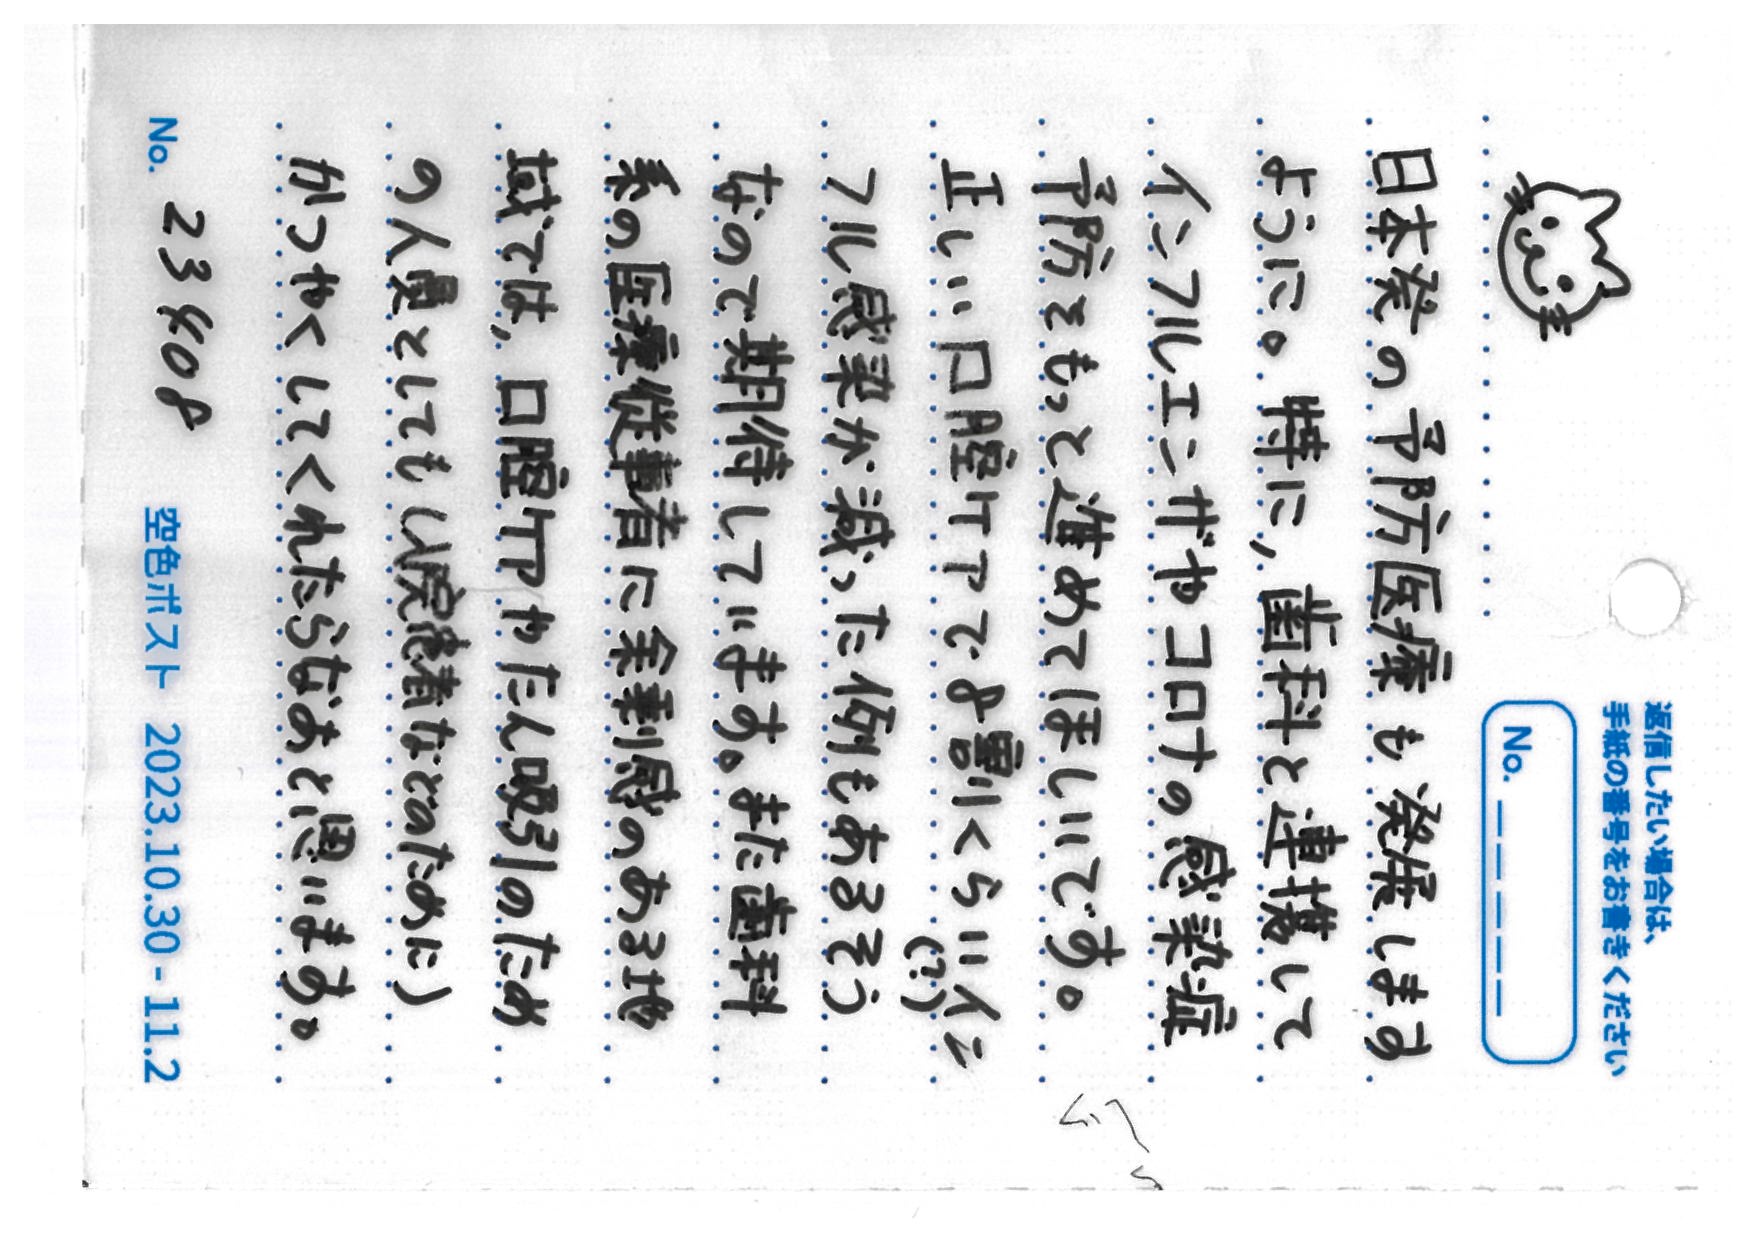 返信したい場合は、
手紙の番号をお書きください
No. _ _ _ _ _
日本発の予防医療も発展します
ように。特に,歯科と連携して
インフルエンザやコロナの感染症
予防をもっと進めてほしいです。
正しい口腔ケアで8割くらいイン
(?)
フル感染が減った例もあるそう
なので期待しています。また歯科
系の医療従事者に余剰感のある地
域では,口腔ケアやたん吸引のため
の人員としても(入院患者などのために)
かつやくしてくれたらなあと思います。
No. 23408
空色ポスト 2023.10.30 - 11.2